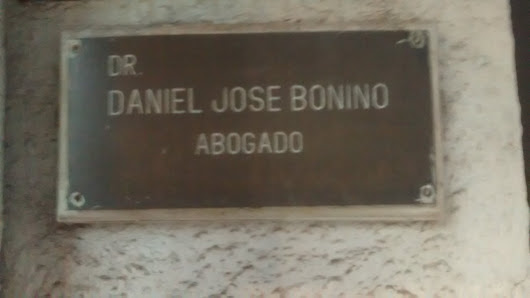 DR.
DANIEL JOSE BONINO
ABOGADO